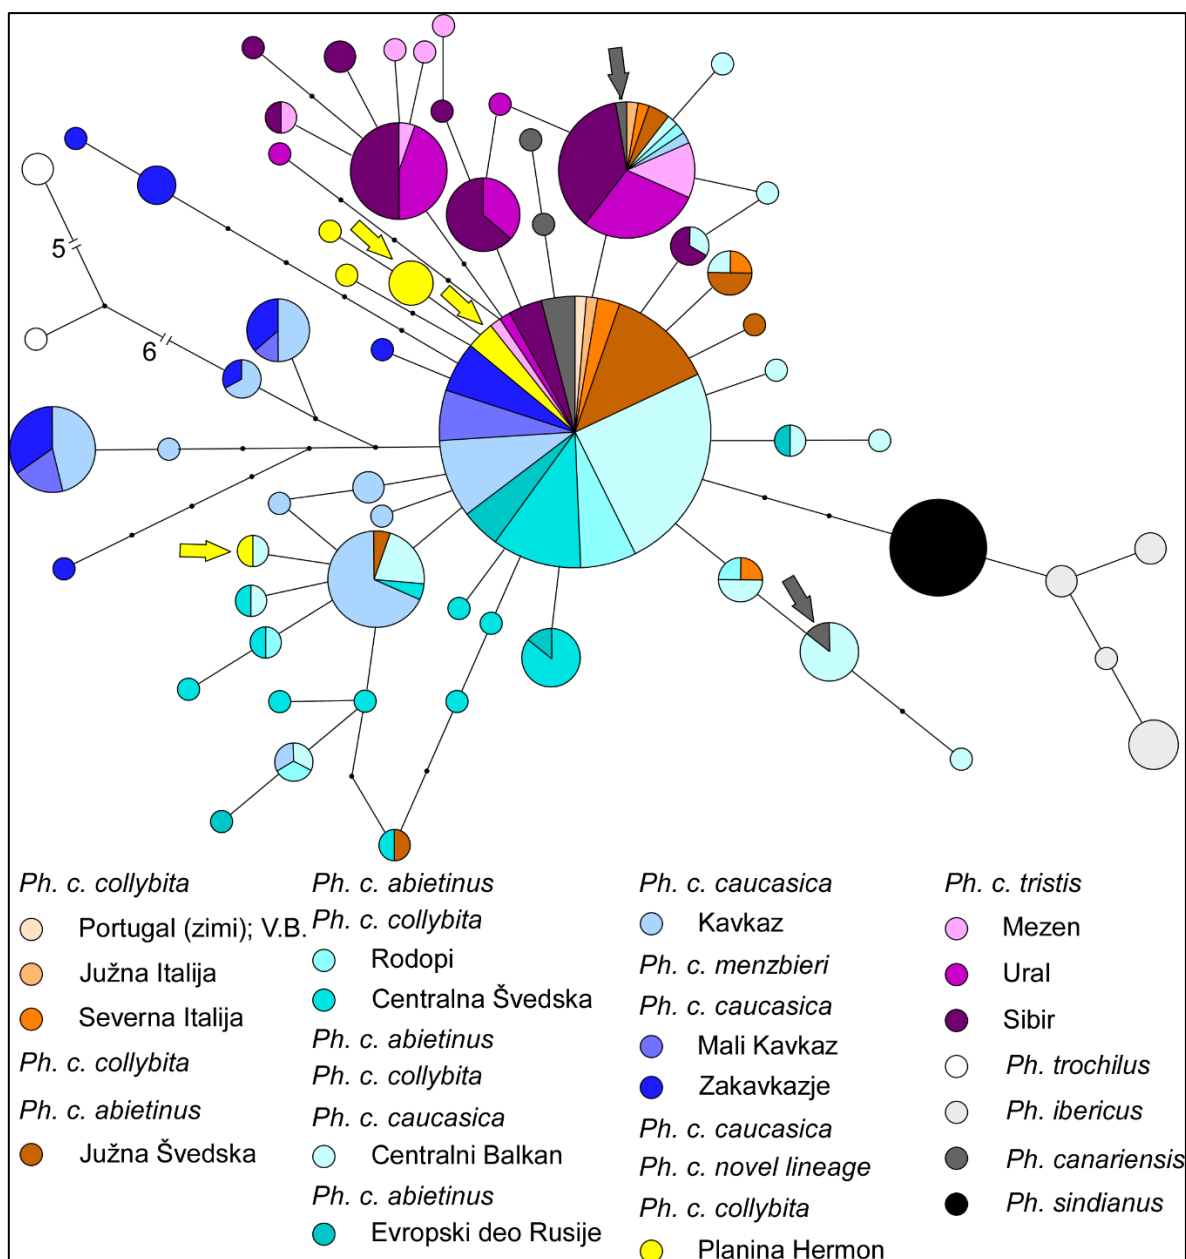 5
6
Ph. c. collybita
Portugal (zimi); V.B.
Južna Italija
Severna Italija
Ph. c. collybita
Ph. c. abietinus
Južna Švedska
Ph. c. abietinus
Ph. c. collybita
Rodopi
Centralna Švedska
Ph. c. abietinus
Ph. c. collybita
Ph. c. caucasica
Centralni Balkan
Ph. c. abietinus
Evropski deo Rusije
Ph. c. caucasica
Kavkaz
Ph. c. menzbieri
Ph. c. caucasica
Mali Kavkaz
Zakavkazje
Ph. c. caucasica
Ph. c. novel lineage
Ph. c. collybita
Planina Hermon
Ph. c. tristis
Mezen
Ural
Sibir
Ph. trochilus
Ph. ibericus
Ph. canariensis
Ph. sindianus